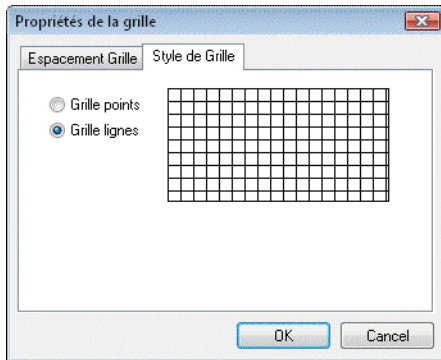 Propriétés de la grille
Espacement Grille Style de Grille
Grille points
Grille lignes
OK Cancel